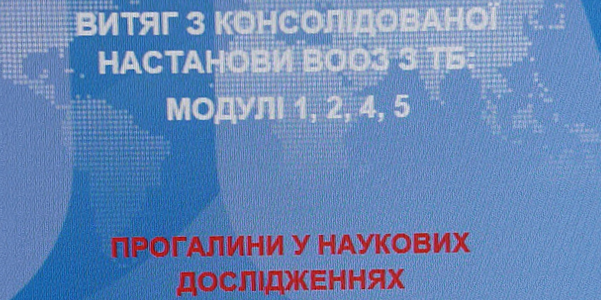 ВИТЯГ З КОНСОЛІДОВАНОЇ
НАСТАНОВИ ВООЗ З ТБ:
МОДУЛІ 1, 2, 4, 5
ПРОГАЛИНИ У НАУКОВИХ
ДОСЛІДЖЕННЯХ